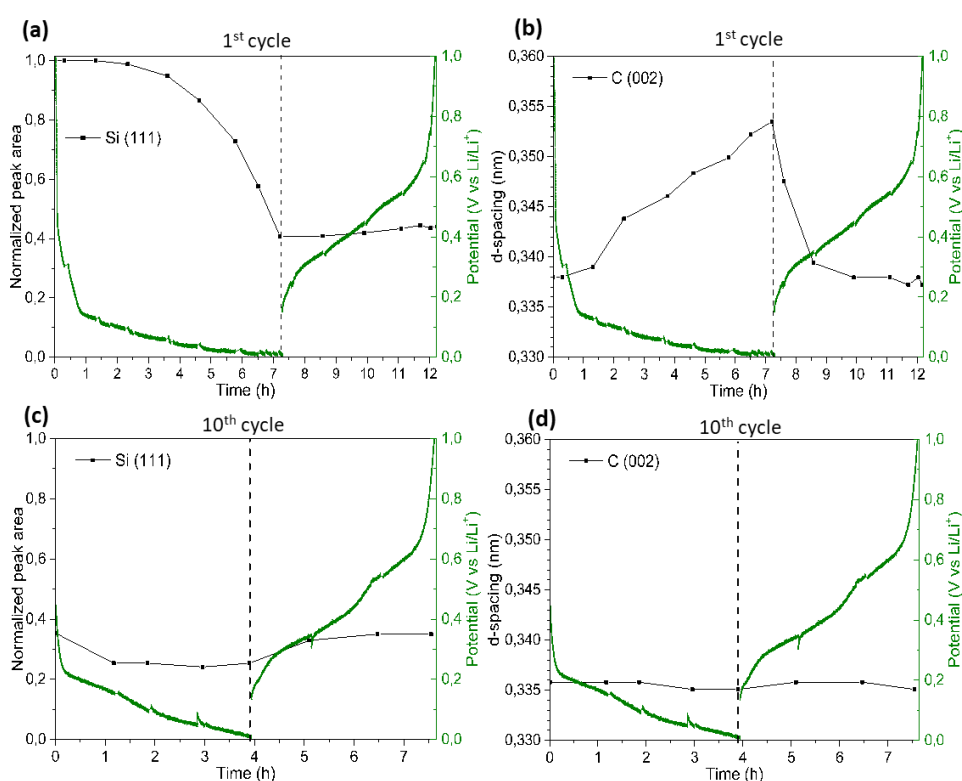 (a)
1st cycle
1,0
0,8
0,6
0,4
0,2
0,0
Normalized peak area
Si (111)
0 1 2 3 4 5 6 7 8 9 10 11 12
Time (h)
1,0
0,8
0,6
0,4
0,2
0,0
Potential (V vs Li/Li+)
(b)
1st cycle
0,360
0,355
0,350
0,345
0,340
0,335
0,330
d-spacing (nm)
C (002)
0 1 2 3 4 5 6 7 8 9 10 11 12
Time (h)
1,0
0,8
0,6
0,4
0,2
0,0
Potential (V vs Li/Li+)
(c)
10th cycle
1,0
0,8
0,6
0,4
0,2
0,0
Normalized peak area
Si (111)
0 1 2 3 4 5 6 7
Time (h)
1,0
0,8
0,6
0,4
0,2
0,0
Potential (V vs Li/Li+)
(d)
10th cycle
0,360
0,355
0,350
0,345
0,340
0,335
0,330
d-spacing (nm)
C (002)
0 1 2 3 4 5 6 7
Time (h)
1,0
0,8
0,6
0,4
0,2
0,0
Potential (V vs Li/Li+)